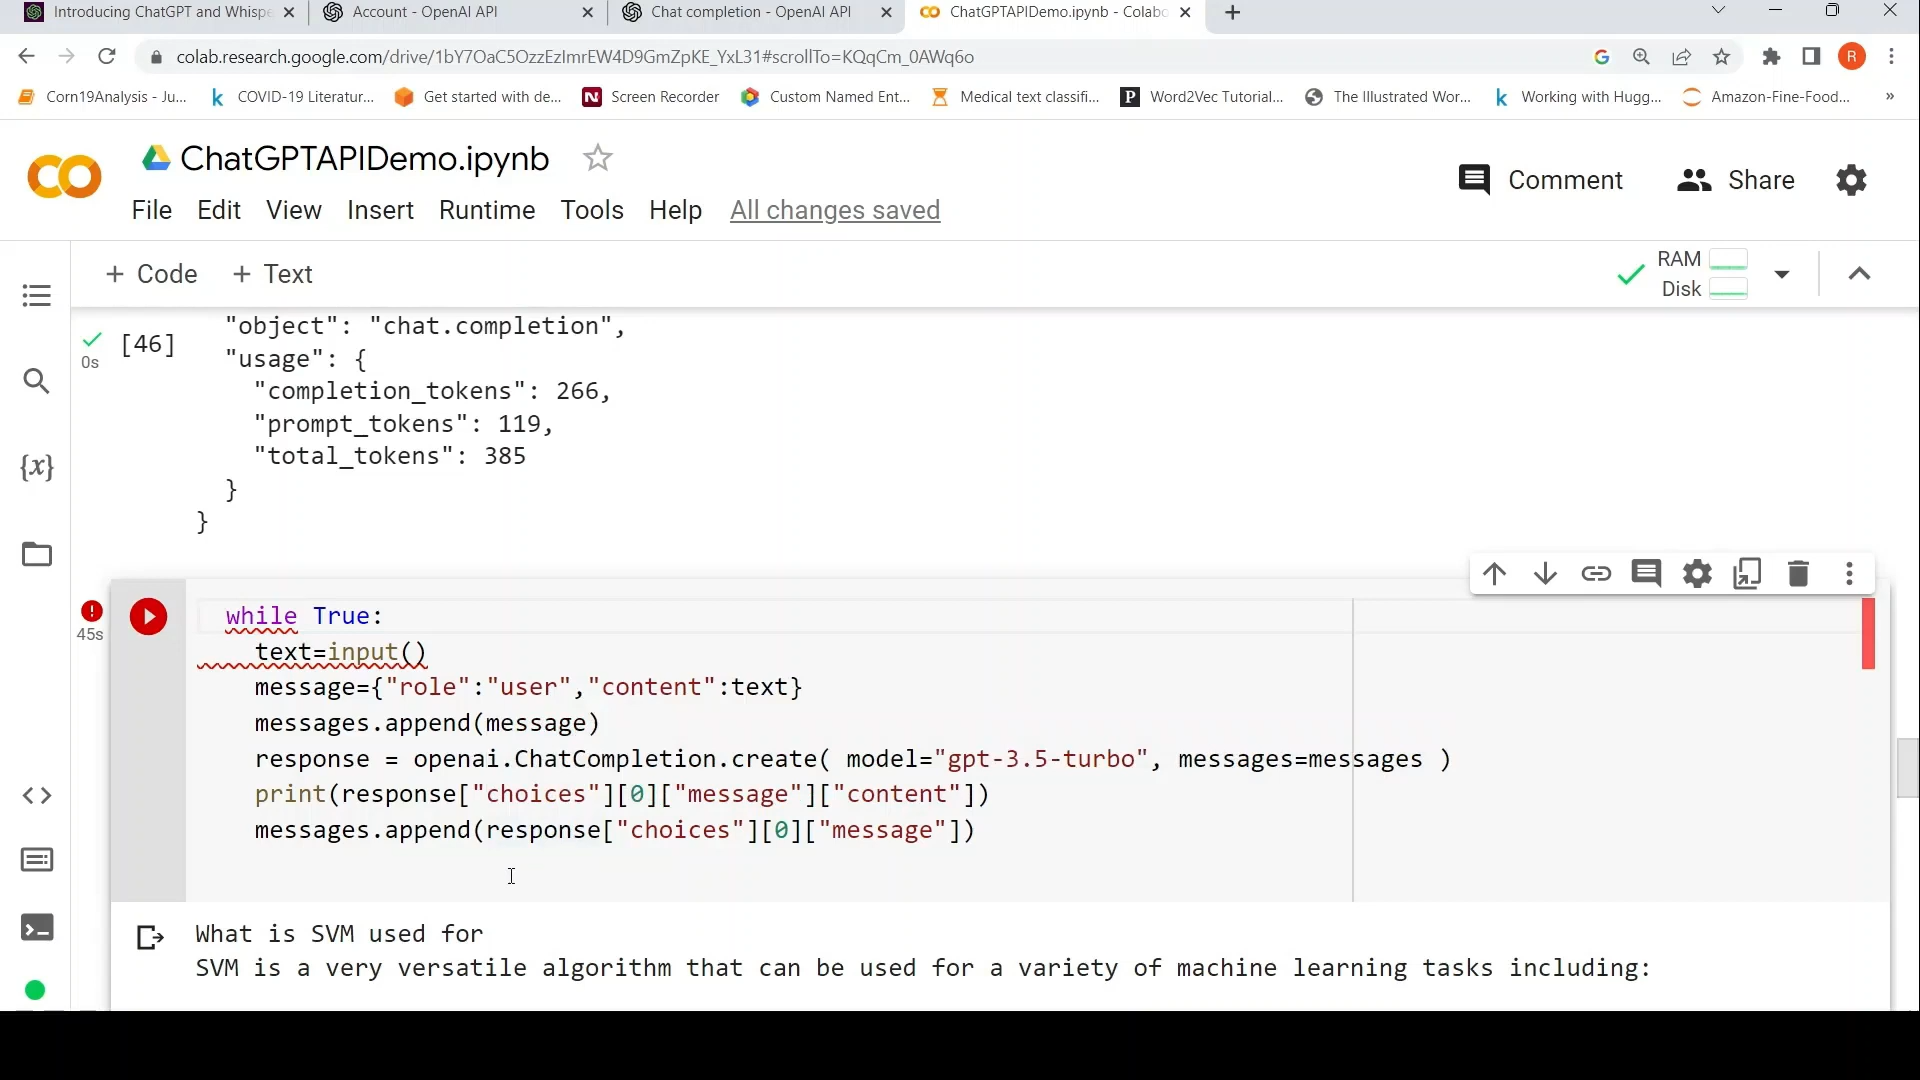 Introducing ChatGPT and Whispe
Account - OpenAI API
Chat completion - OpenAI API
ChatGPTAPIDemo.ipynb - Colabo
colab.research.google.com/drive/1bY7OaC5OzzEzImrEW4D9GmZpKE_YxL31#scrollTo=KQqCm_0AWq6o
R
Corn19Analysis - Ju...
COVID-19 Literatur...
Get started with de...
Screen Recorder
Custom Named Ent...
Medical text classifi...
Word2Vec Tutorial...
The Illustrated Wor...
Working with Hugg...
Amazon-Fine-Food...
»
ChatGPTAPIDemo.ipynb
Comment
Share
File Edit View Insert Runtime Tools Help All changes saved
+ Code + Text
RAM
Disk
[46]
0s
"object": "chat.completion",
"usage": {
"completion_tokens": 266,
"prompt_tokens": 119,
"total_tokens": 385
}
}
45s
while True:
text=input()
message={"role":"user","content":text}
messages.append(message)
response = openai.ChatCompletion.create( model="gpt-3.5-turbo", messages=messages )
print(response["choices"][0]["message"]["content"])
messages.append(response["choices"][0]["message"])
What is SVM used for
SVM is a very versatile algorithm that can be used for a variety of machine learning tasks including: